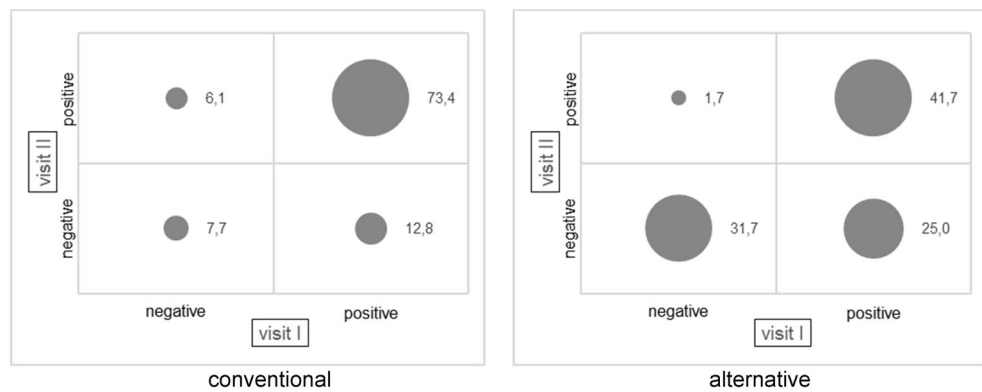 positive
6,1
73,4
visit II
negative
7,7
12,8
negative
positive
visit I
conventional
positive
1,7
41,7
visit II
negative
31,7
25,0
negative
positive
visit I
alternative